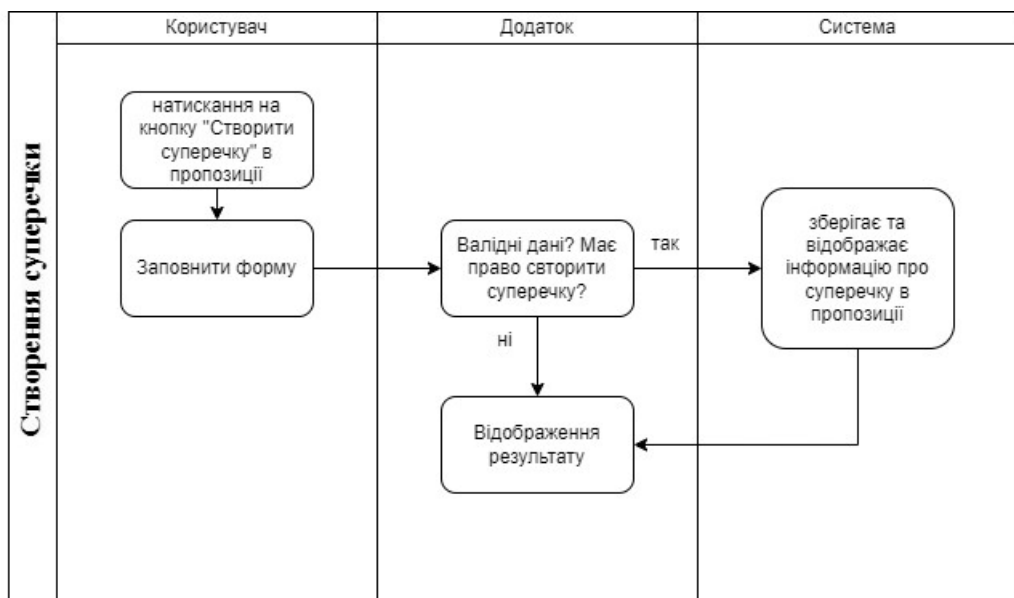 Користувач
Додаток
Система
Створення суперечки
натискання на
кнопку "Створити
суперечку" в
пропозиції
Заповнити форму
Валідні дані? Має
право свторити
суперечку?
так
ні
зберігає та
відображає
інформацію про
суперечку в
пропозиції
Відображення
результату